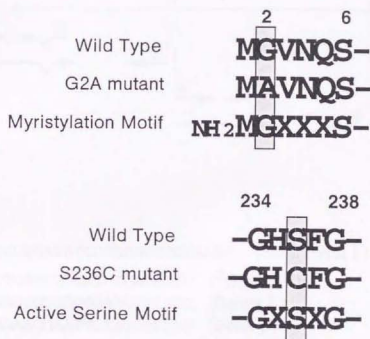 2 6
Wild Type MGVNQS-
G2A mutant MAVNQS-
Myristylation Motif NH2MGXXXS-
234 238
Wild Type -GHSFG-
S236C mutant -GHCFG-
Active Serine Motif -GXSXG-